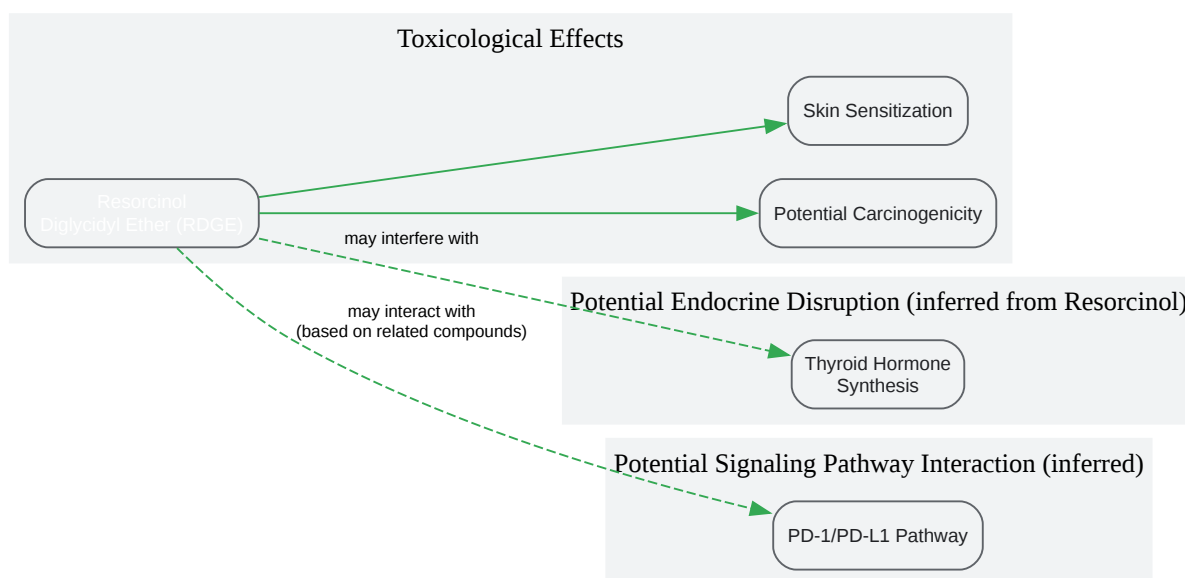 Toxicological Effects
Skin Sensitization
Resorcinol
Diglycidyl Ether (RDGE)
Potential Carcinogenicity
may interfere with
Potential Endocrine Disruption (inferred from Resorcinol)
may interact with
(based on related compounds)
Thyroid Hormone
Synthesis
Potential Signaling Pathway Interaction (inferred)
PD-1/PD-L1 Pathway